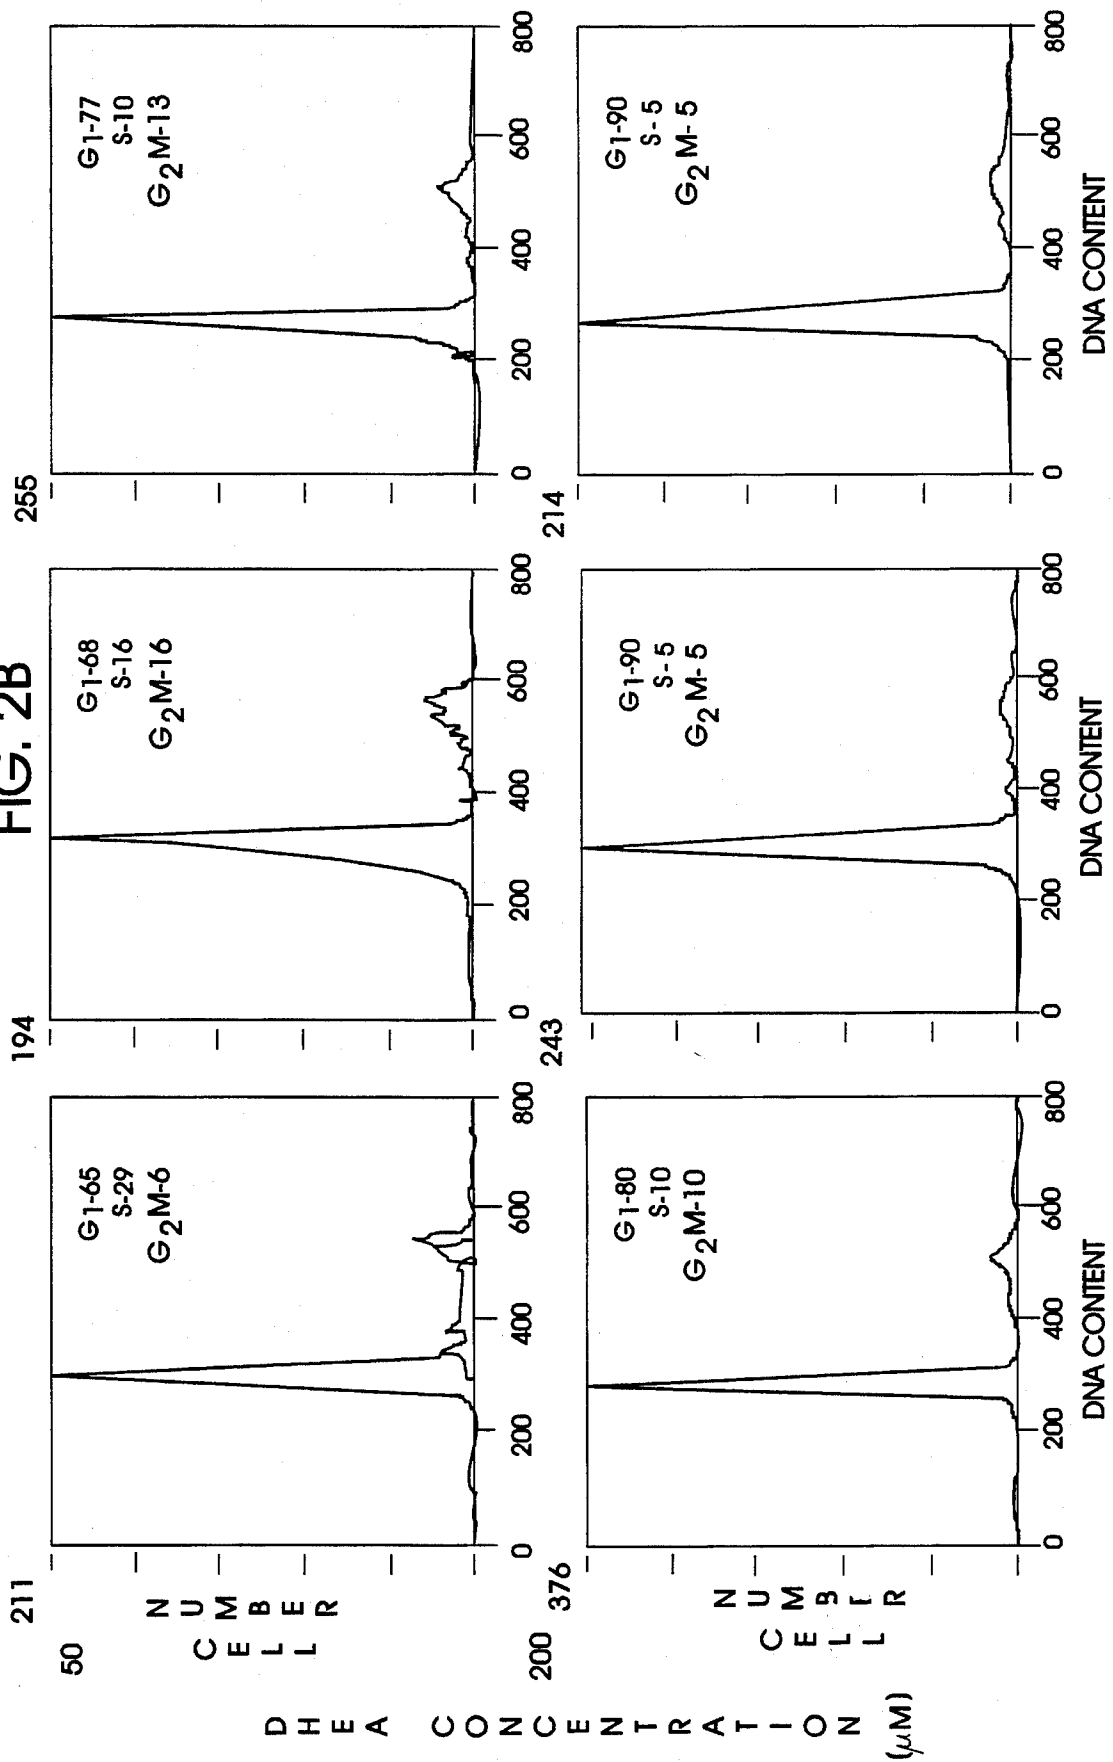 FIG. 2B
DHEA CONCENTRATION (μM)
50
CELL NUMBER
211
G1-65
S-29
G2M-6
0 200 400 600 800
194
G1-68
S-16
G2M-16
0 200 400 600 800
255
G1-77
S-10
G2M-13
0 200 400 600 800
200
CELL NUMBER
376
G1-80
S-10
G2M-10
0 200 400 600 800
DNA CONTENT
243
G1-90
S-5
G2M-5
0 200 400 600 800
DNA CONTENT
214
G1-90
S-5
G2M-5
0 200 400 600 800
DNA CONTENT